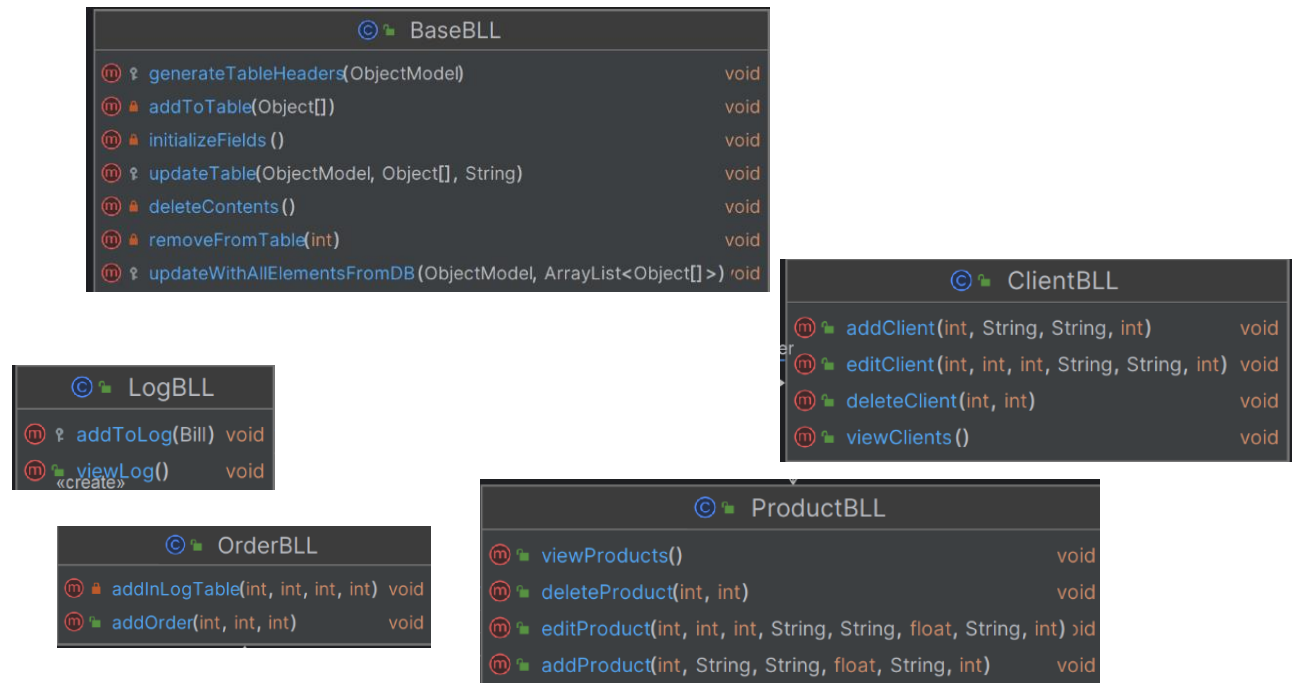 BaseBLL
generateTableHeaders(ObjectModel) void
addToTable(Object[]) void
initializeFields() void
updateTable(ObjectModel, Object[], String) void
deleteContents() void
removeFromTable(int) void
updateWithAllElementsFromDB(ObjectModel, ArrayList<Object[]>) void
ClientBLL
addClient(int, String, String, int) void
er
editClient(int, int, int, String, String, int) void
deleteClient(int, int) void
viewClients() void
LogBLL
addToLog(Bill) void
viewLog() void
«create»
ProductBLL
viewProducts() void
deleteProduct(int, int) void
editProduct(int, int, int, String, String, float, String, int) oid
addProduct(int, String, String, float, String, int) void
OrderBLL
addInLogTable(int, int, int, int) void
addOrder(int, int, int) void